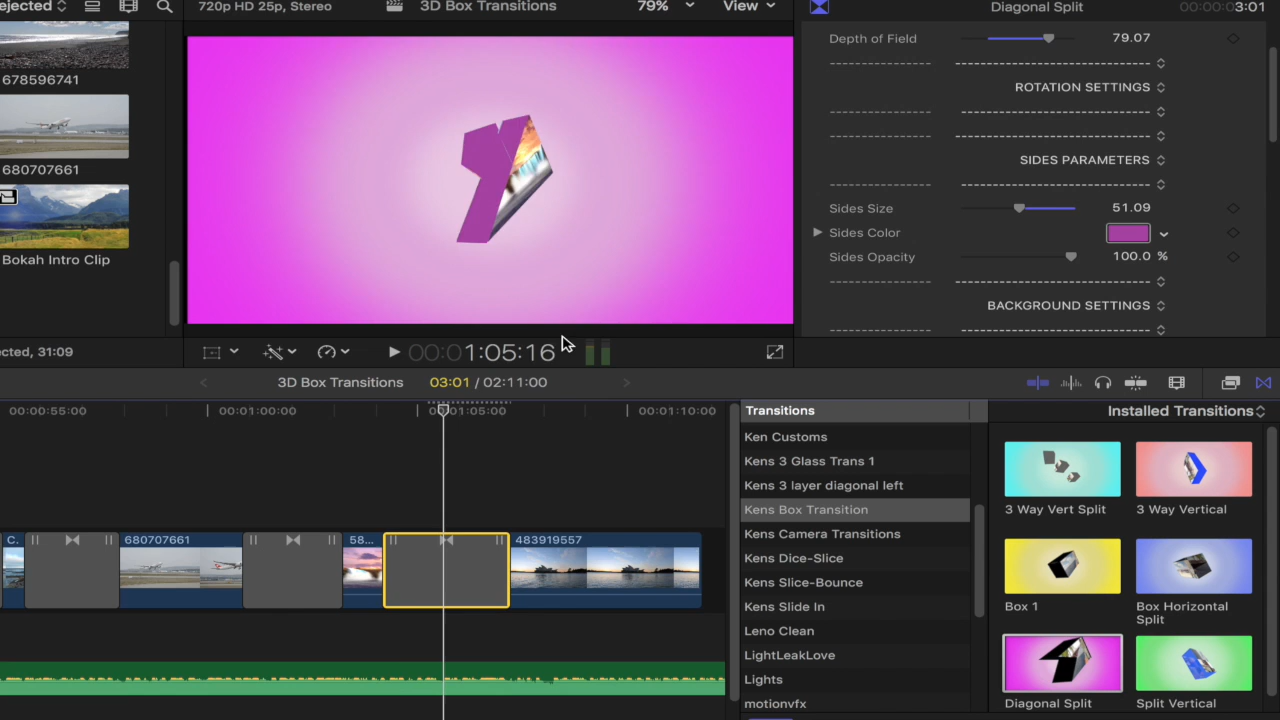 ejected
720p HD 25p, Stereo
3D Box Transitions
79%
View
Diagonal Split
00:00:03:01
678596741
680707661
Bokah Intro Clip
cted, 31:09
00:001:05:16
Depth of Field
79.07
ROTATION SETTINGS
SIDES PARAMETERS
Sides Size
51.09
Sides Color
Sides Opacity
100.0 %
BACKGROUND SETTINGS
3D Box Transitions
03:01 / 02:11:00
00:00:55:00
00:01:00:00
00:01:05:00
00:01:10:00
C.
680707661
58...
483919557
Transitions
Ken Customs
Kens 3 Glass Trans 1
Kens 3 layer diagonal left
Kens Box Transition
Kens Camera Transitions
Kens Dice-Slice
Kens Slice-Bounce
Kens Slide In
Leno Clean
LightLeakLove
Lights
motionvfx
Installed Transitions
3 Way Vert Split
3 Way Vertical
Box 1
Box Horizontal
Split
Diagonal Split
Split Vertical